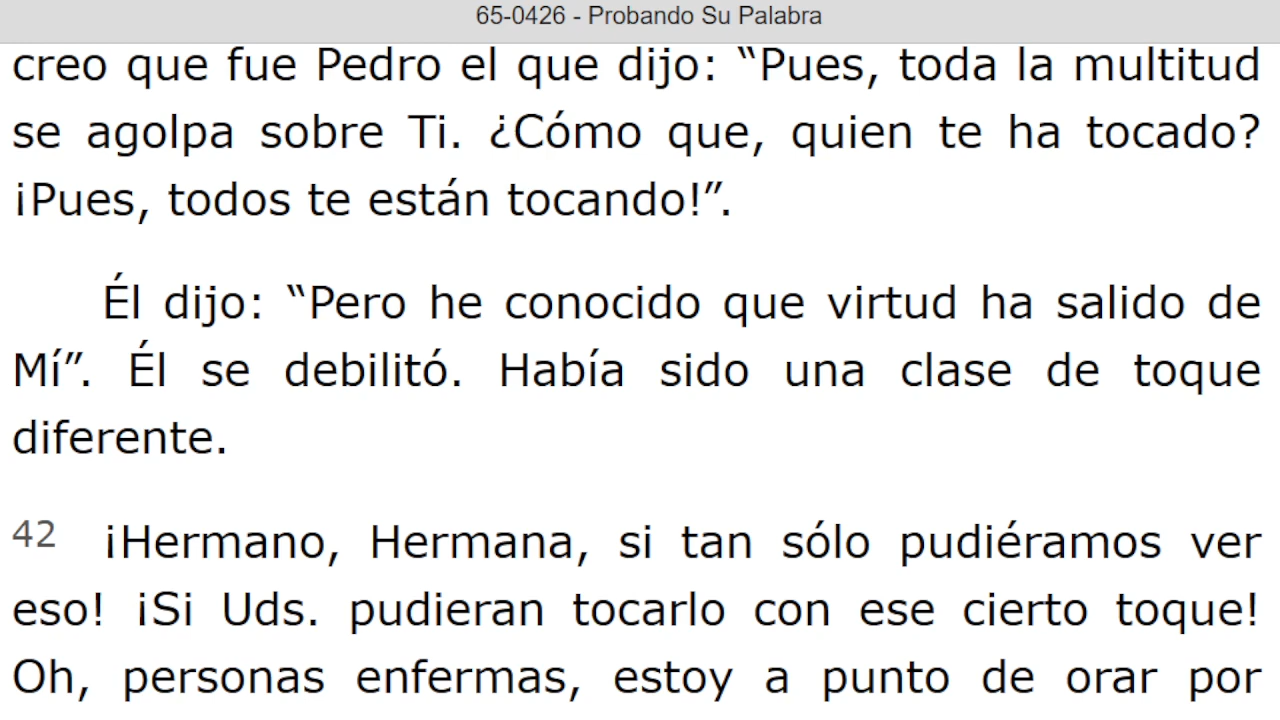 65-0426 - Probando Su Palabra
creo que fue Pedro el que dijo: “Pues, toda la multitud
se agolpa sobre Ti. ¿Cómo que, quien te ha tocado?
¡Pues, todos te están tocando!”.
Él dijo: “Pero he conocido que virtud ha salido de
Mí”. Él se debilitó. Había sido una clase de toque
diferente.
42 ¡Hermano, Hermana, si tan sólo pudiéramos ver
eso! ¡Si Uds. pudieran tocarlo con ese cierto toque!
Oh, personas enfermas, estoy a punto de orar por